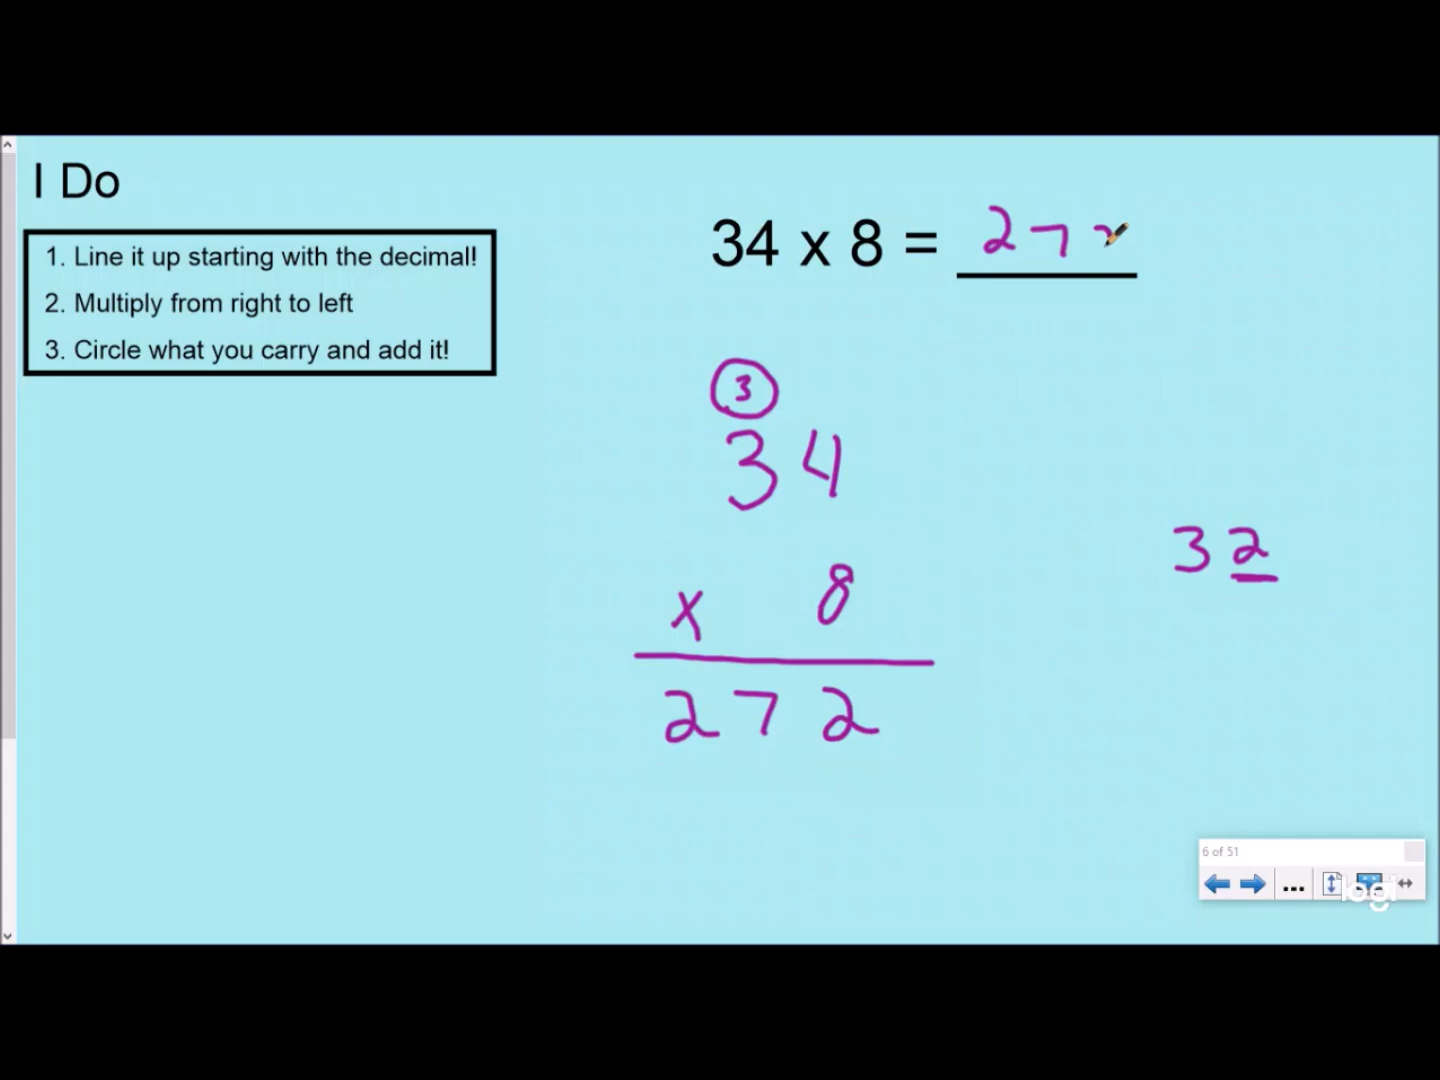 I Do
1. Line it up starting with the decimal!
2. Multiply from right to left
3. Circle what you carry and add it!
34 x 8 = 27
3
34
32
x 8
272
6 of 51
...
logi